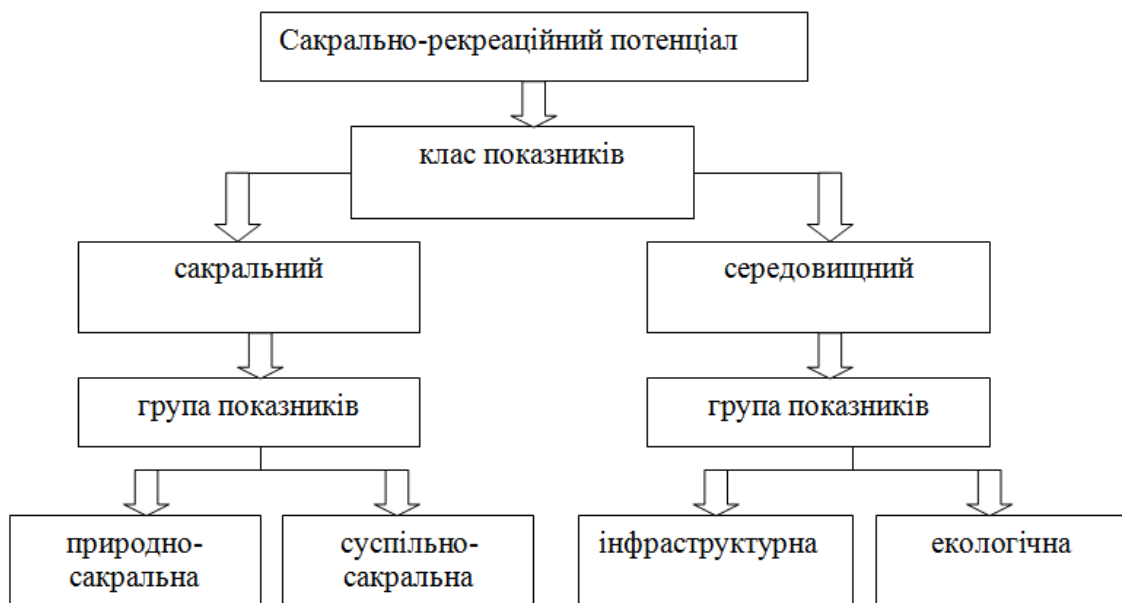 Сакрально-рекреаційний потенціал
клас показників
сакральний
середовищний
група показників
група показників
природно-
сакральна
суспільно-
сакральна
інфраструктурна
екологічна